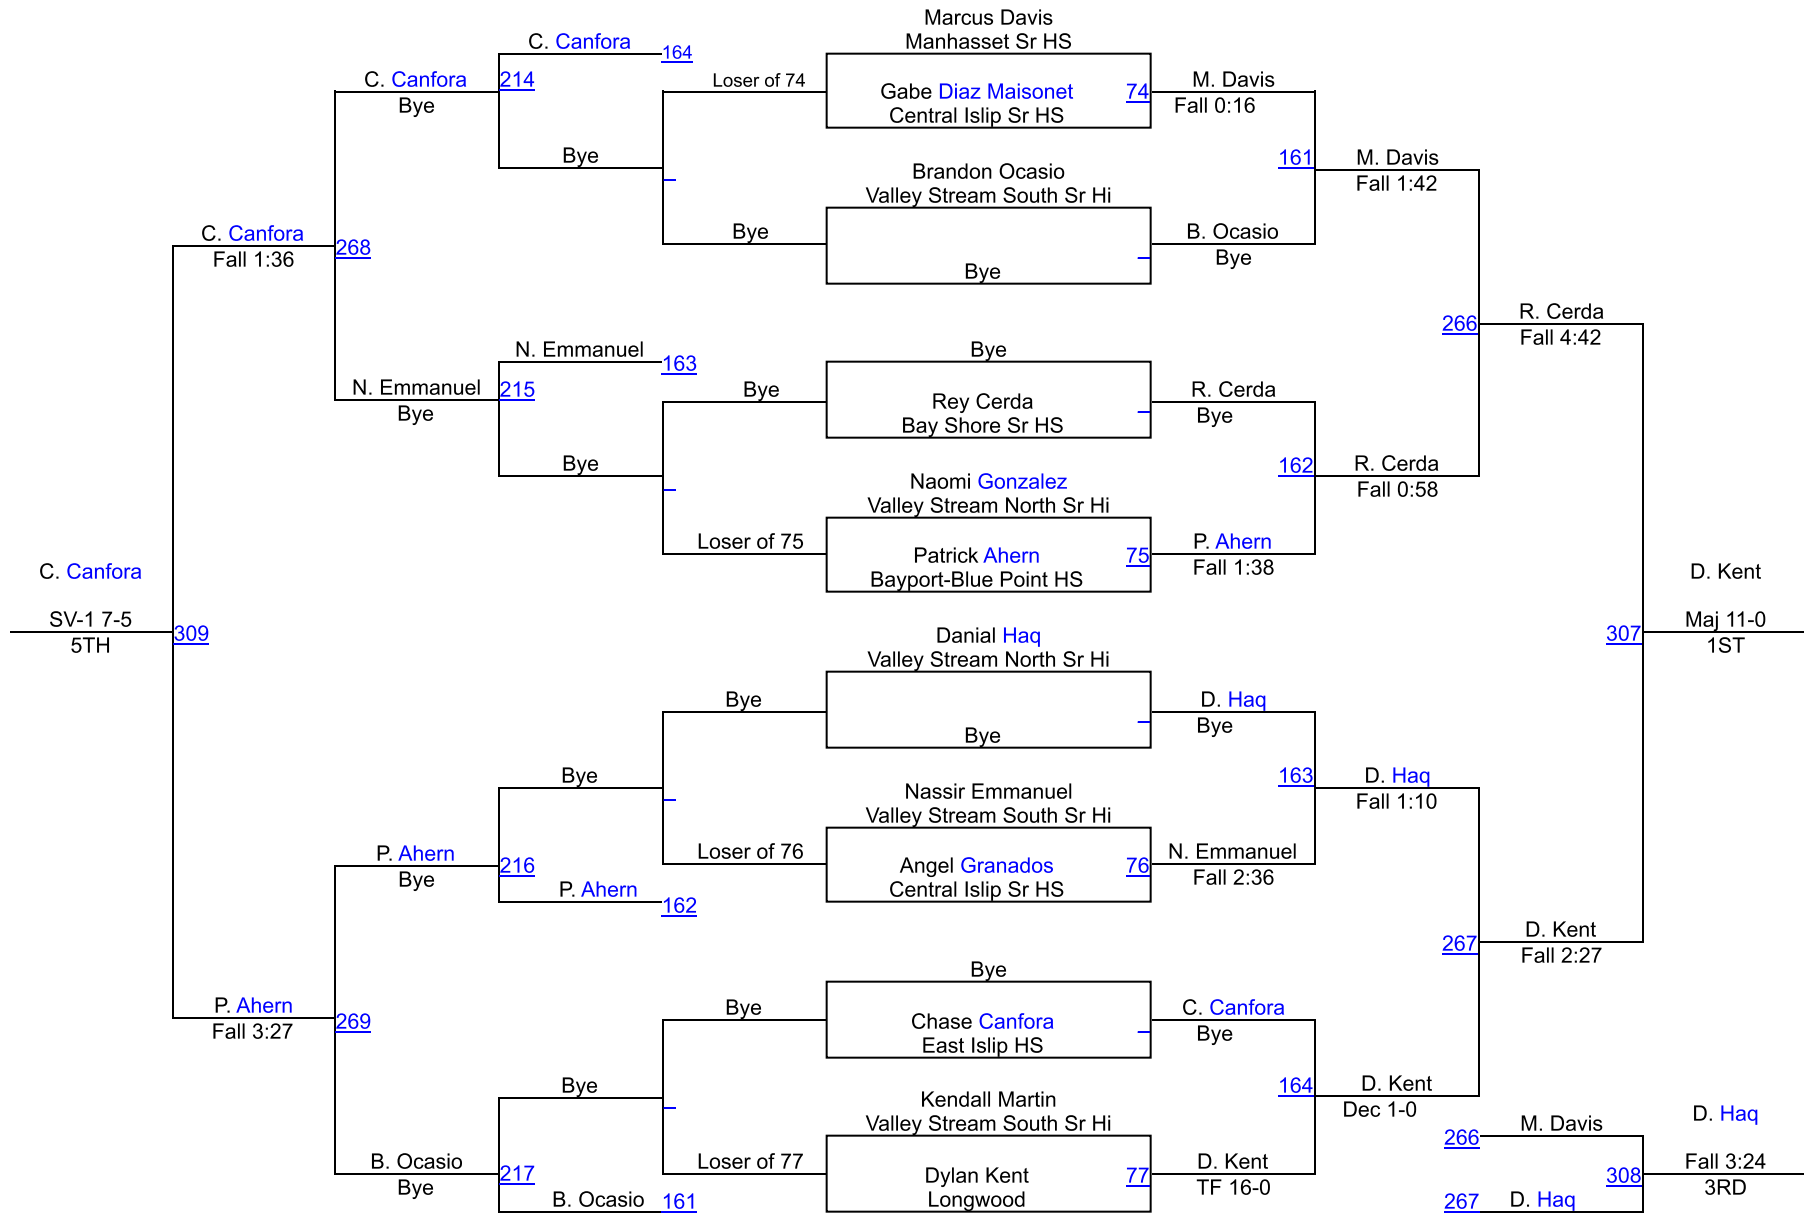 Marcus Davis
Manhasset Sr HS
C. Canfora
164
C. Canfora
214
Loser of 74
Gabe Diaz Maisonet
74
M. Davis
Bye
Central Islip Sr HS
Fall 0:16
Bye
161
M. Davis
Brandon Ocasio
Fall 1:42
Valley Stream South Sr Hi
C. Canfora
Bye
B. Ocasio
268
Fall 1:36
Bye
Bye
R. Cerda
266
Fall 4:42
N. Emmanuel
163
Bye
N. Emmanuel
215
Bye
R. Cerda
Bye
Rey Cerda
Bye
Bay Shore Sr HS
Bye
162
R. Cerda
Naomi Gonzalez
Fall 0:58
Valley Stream North Sr Hi
Loser of 75
Patrick Ahern
75
P. Ahern
Bayport-Blue Point HS
Fall 1:38
C. Canfora
D. Kent
SV-1 7-5
309
5TH
Maj 11-0
307
1ST
Danial Haq
Valley Stream North Sr Hi
Bye
D. Haq
Bye
Bye
Bye
163
D. Haq
Nassir Emmanuel
Fall 1:10
Valley Stream South Sr Hi
P. Ahern
216
Bye
Loser of 76
Angel Granados
76
N. Emmanuel
Central Islip Sr HS
Fall 2:36
P. Ahern
162
D. Kent
267
Fall 2:27
Bye
P. Ahern
269
Fall 3:27
Bye
Chase Canfora
C. Canfora
East Islip HS
Bye
Bye
164
D. Kent
Kendall Martin
Dec 1-0
Valley Stream South Sr Hi
D. Haq
266
M. Davis
B. Ocasio
217
Bye
Loser of 77
Dylan Kent
77
D. Kent
Longwood
TF 16-0
308
Fall 3:24
3RD
B. Ocasio
161
267
D. Haq